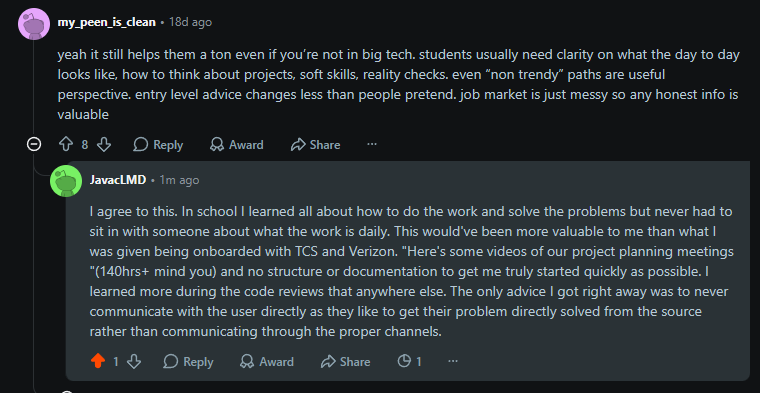 my_peen_is_clean • 18d ago
yeah it still helps them a ton even if you're not in big tech. students usually need clarity on what the day to day
looks like, how to think about projects, soft skills, reality checks. even “non trendy” paths are useful
perspective. entry level advice changes less than people pretend. job market is just messy so any honest info is
valuable
8 Reply Award Share ...
JavacLMD • 1m ago
I agree to this. In school I learned all about how to do the work and solve the problems but never had to
sit in with someone about what the work is daily. This would've been more valuable to me than what I
was given being onboarded with TCS and Verizon. "Here's some videos of our project planning meetings
"(140hrs+ mind you) and no structure or documentation to get me truly started quickly as possible. I
learned more during the code reviews that anywhere else. The only advice I got right away was to never
communicate with the user directly as they like to get their problem directly solved from the source
rather than communicating through the proper channels.
1 Reply Award Share 1 ...